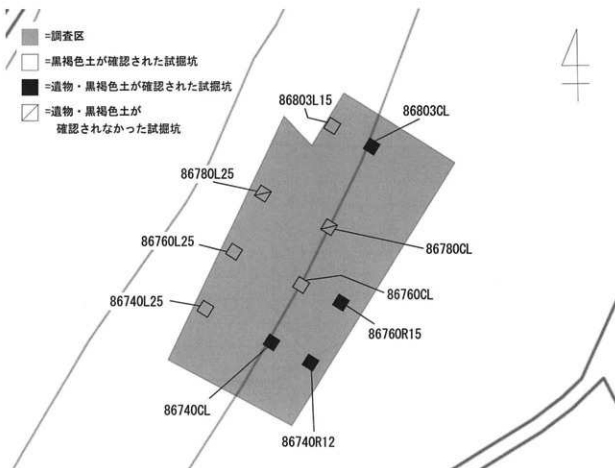 =調査区
=黒褐色土が確認された試掘坑
=遺物・黒褐色土が確認された試掘坑
=遺物・黒褐色土が
確認されなかった試掘坑
86803L15
86803CL
86780L25
86780CL
86760L25
86760CL
86740L25
86760R15
86740CL
86740R12